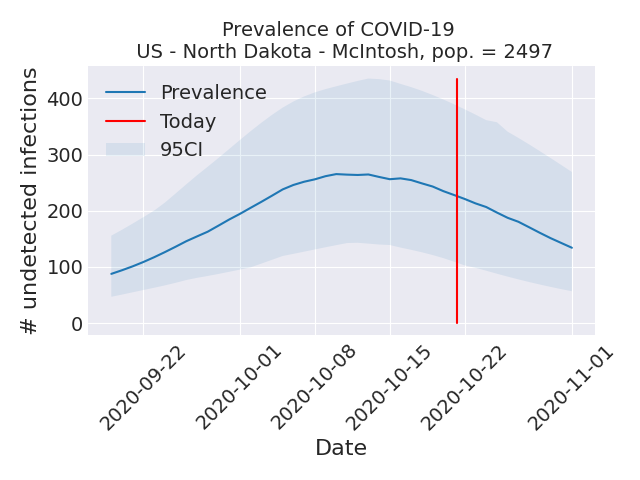 Prevalence of COVID-19
US - North Dakota - McIntosh, pop. = 2497
# undetected infections
400
300
200
100
0
Prevalence
Today
95CI
2020-09-22
2020-10-01
2020-10-08
2020-10-15
2020-10-22
2020-11-01
Date